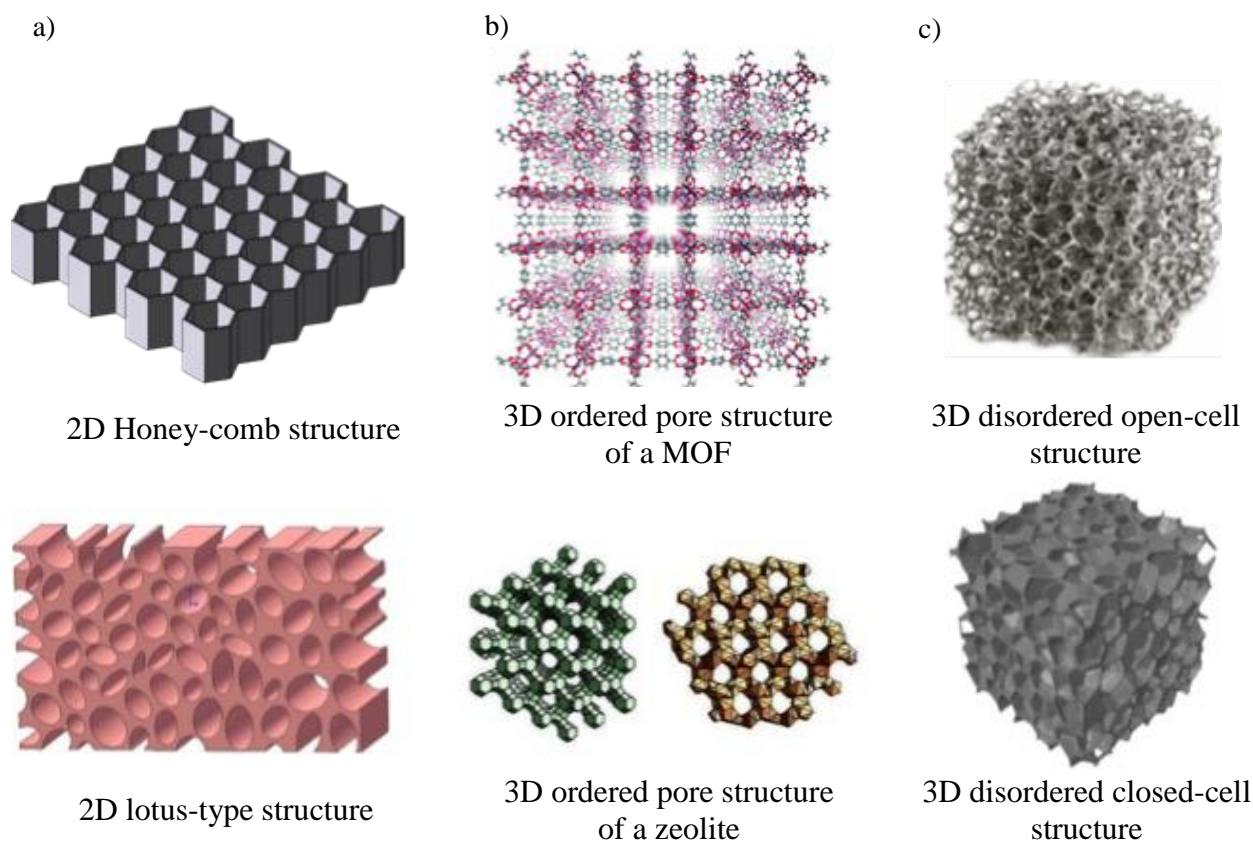 a)
b)
c)
2D Honey-comb structure
3D ordered pore structure
of a MOF
3D disordered open-cell
structure
2D lotus-type structure
3D ordered pore structure
of a zeolite
3D disordered closed-cell
structure